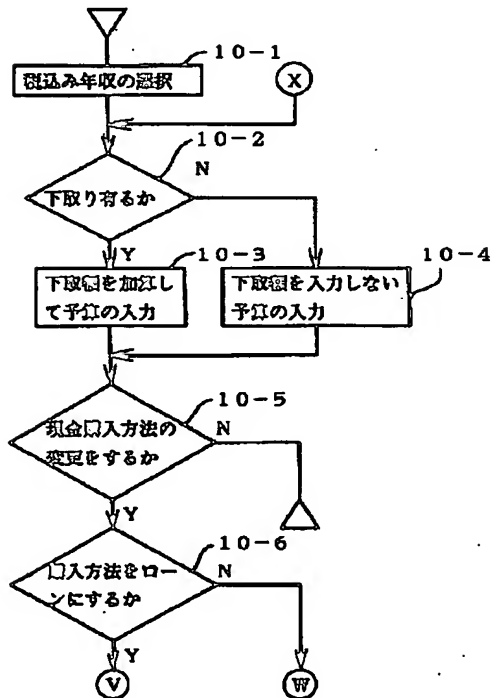 10-1
税込み年収の選択
X
10-2
N
下取り有るか
Y
10-3
10-4
下取額を加算し
て予算の入力
下取額を入力しない
予算の入力
10-5
N
現金購入方法の
変更をするか
Y
10-6
N
購入方法をロー
ンにするか
Y
V
W